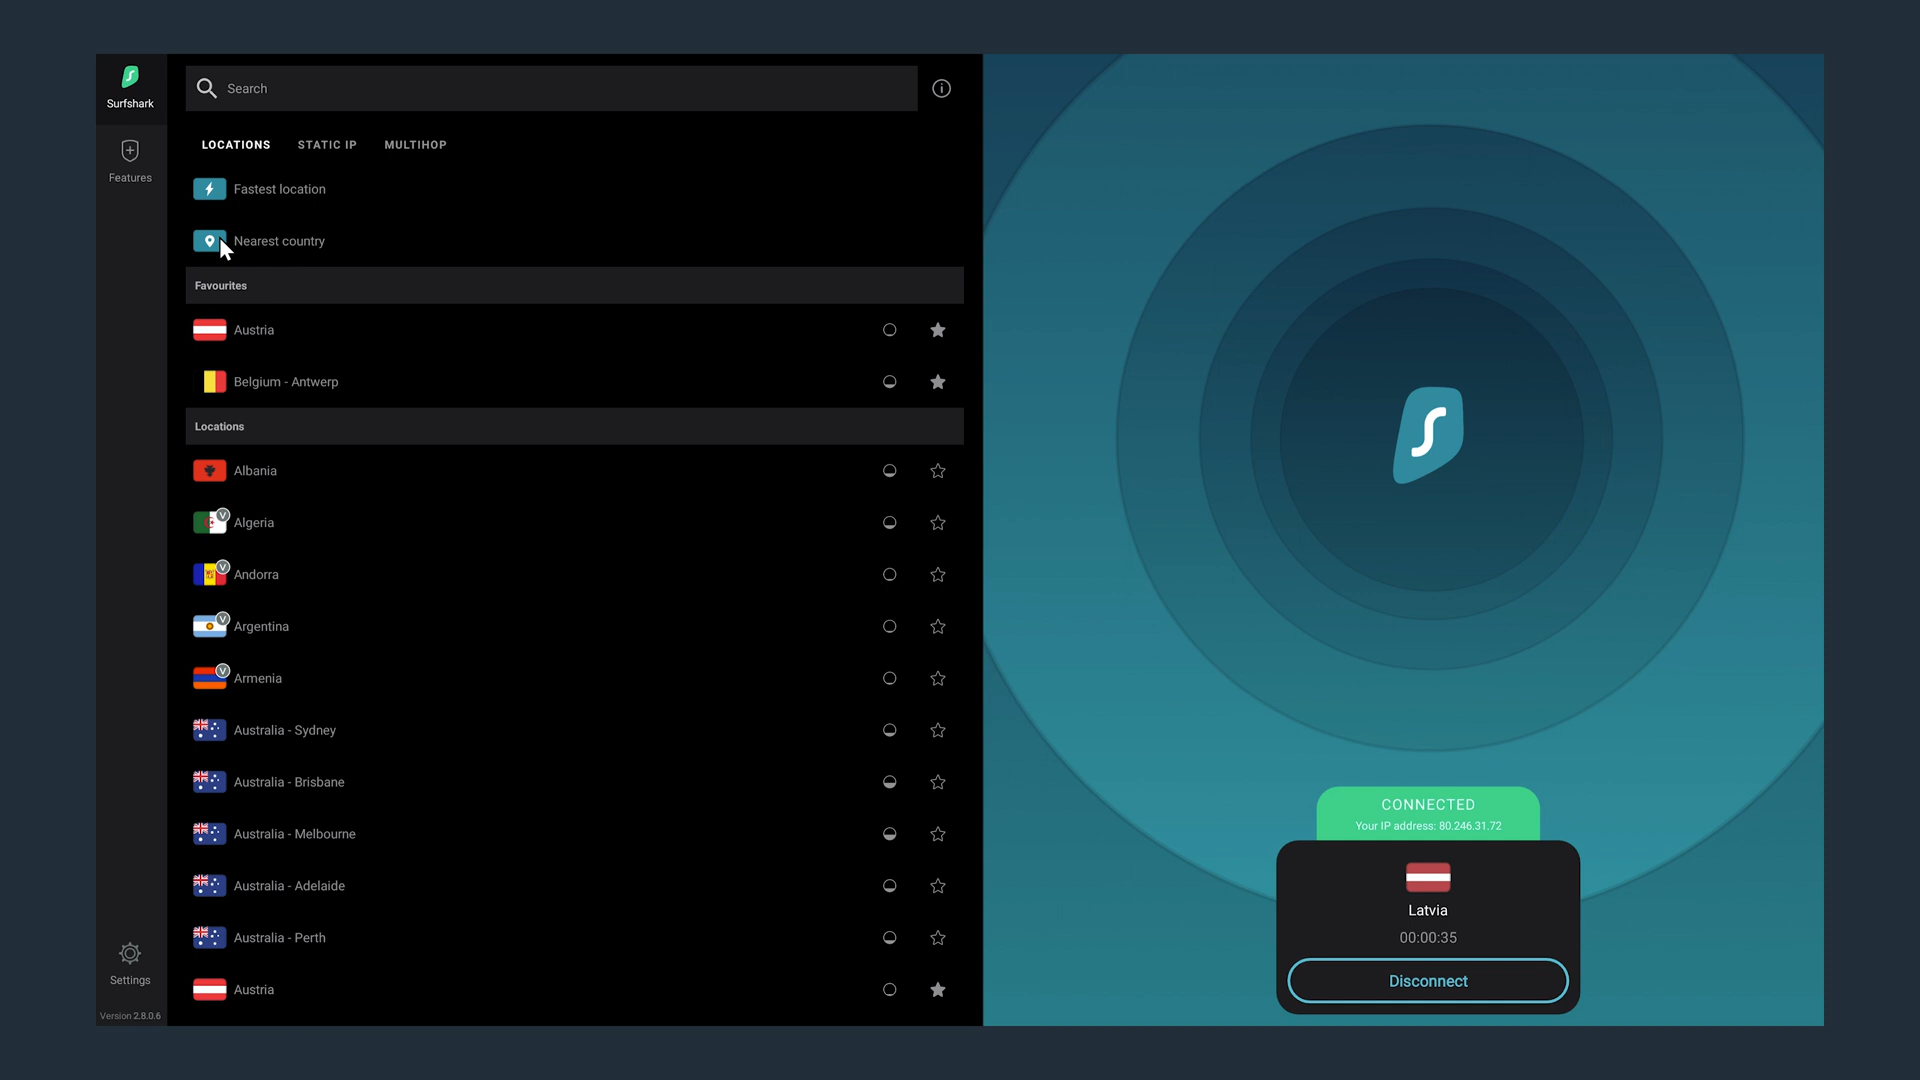 Surfshark
Features
Settings
Version 2.8.0.6
Search
LOCATIONS STATIC IP MULTIHOP
Fastest location
Nearest country
Favourites
Austria
Belgium - Antwerp
Locations
Albania
V
Algeria
V
Andorra
V
Argentina
V
Armenia
Australia - Sydney
Australia - Brisbane
Australia - Melbourne
Australia - Adelaide
Australia - Perth
Austria
CONNECTED
Your IP address: 80.246.31.72
Latvia
00:00:35
Disconnect